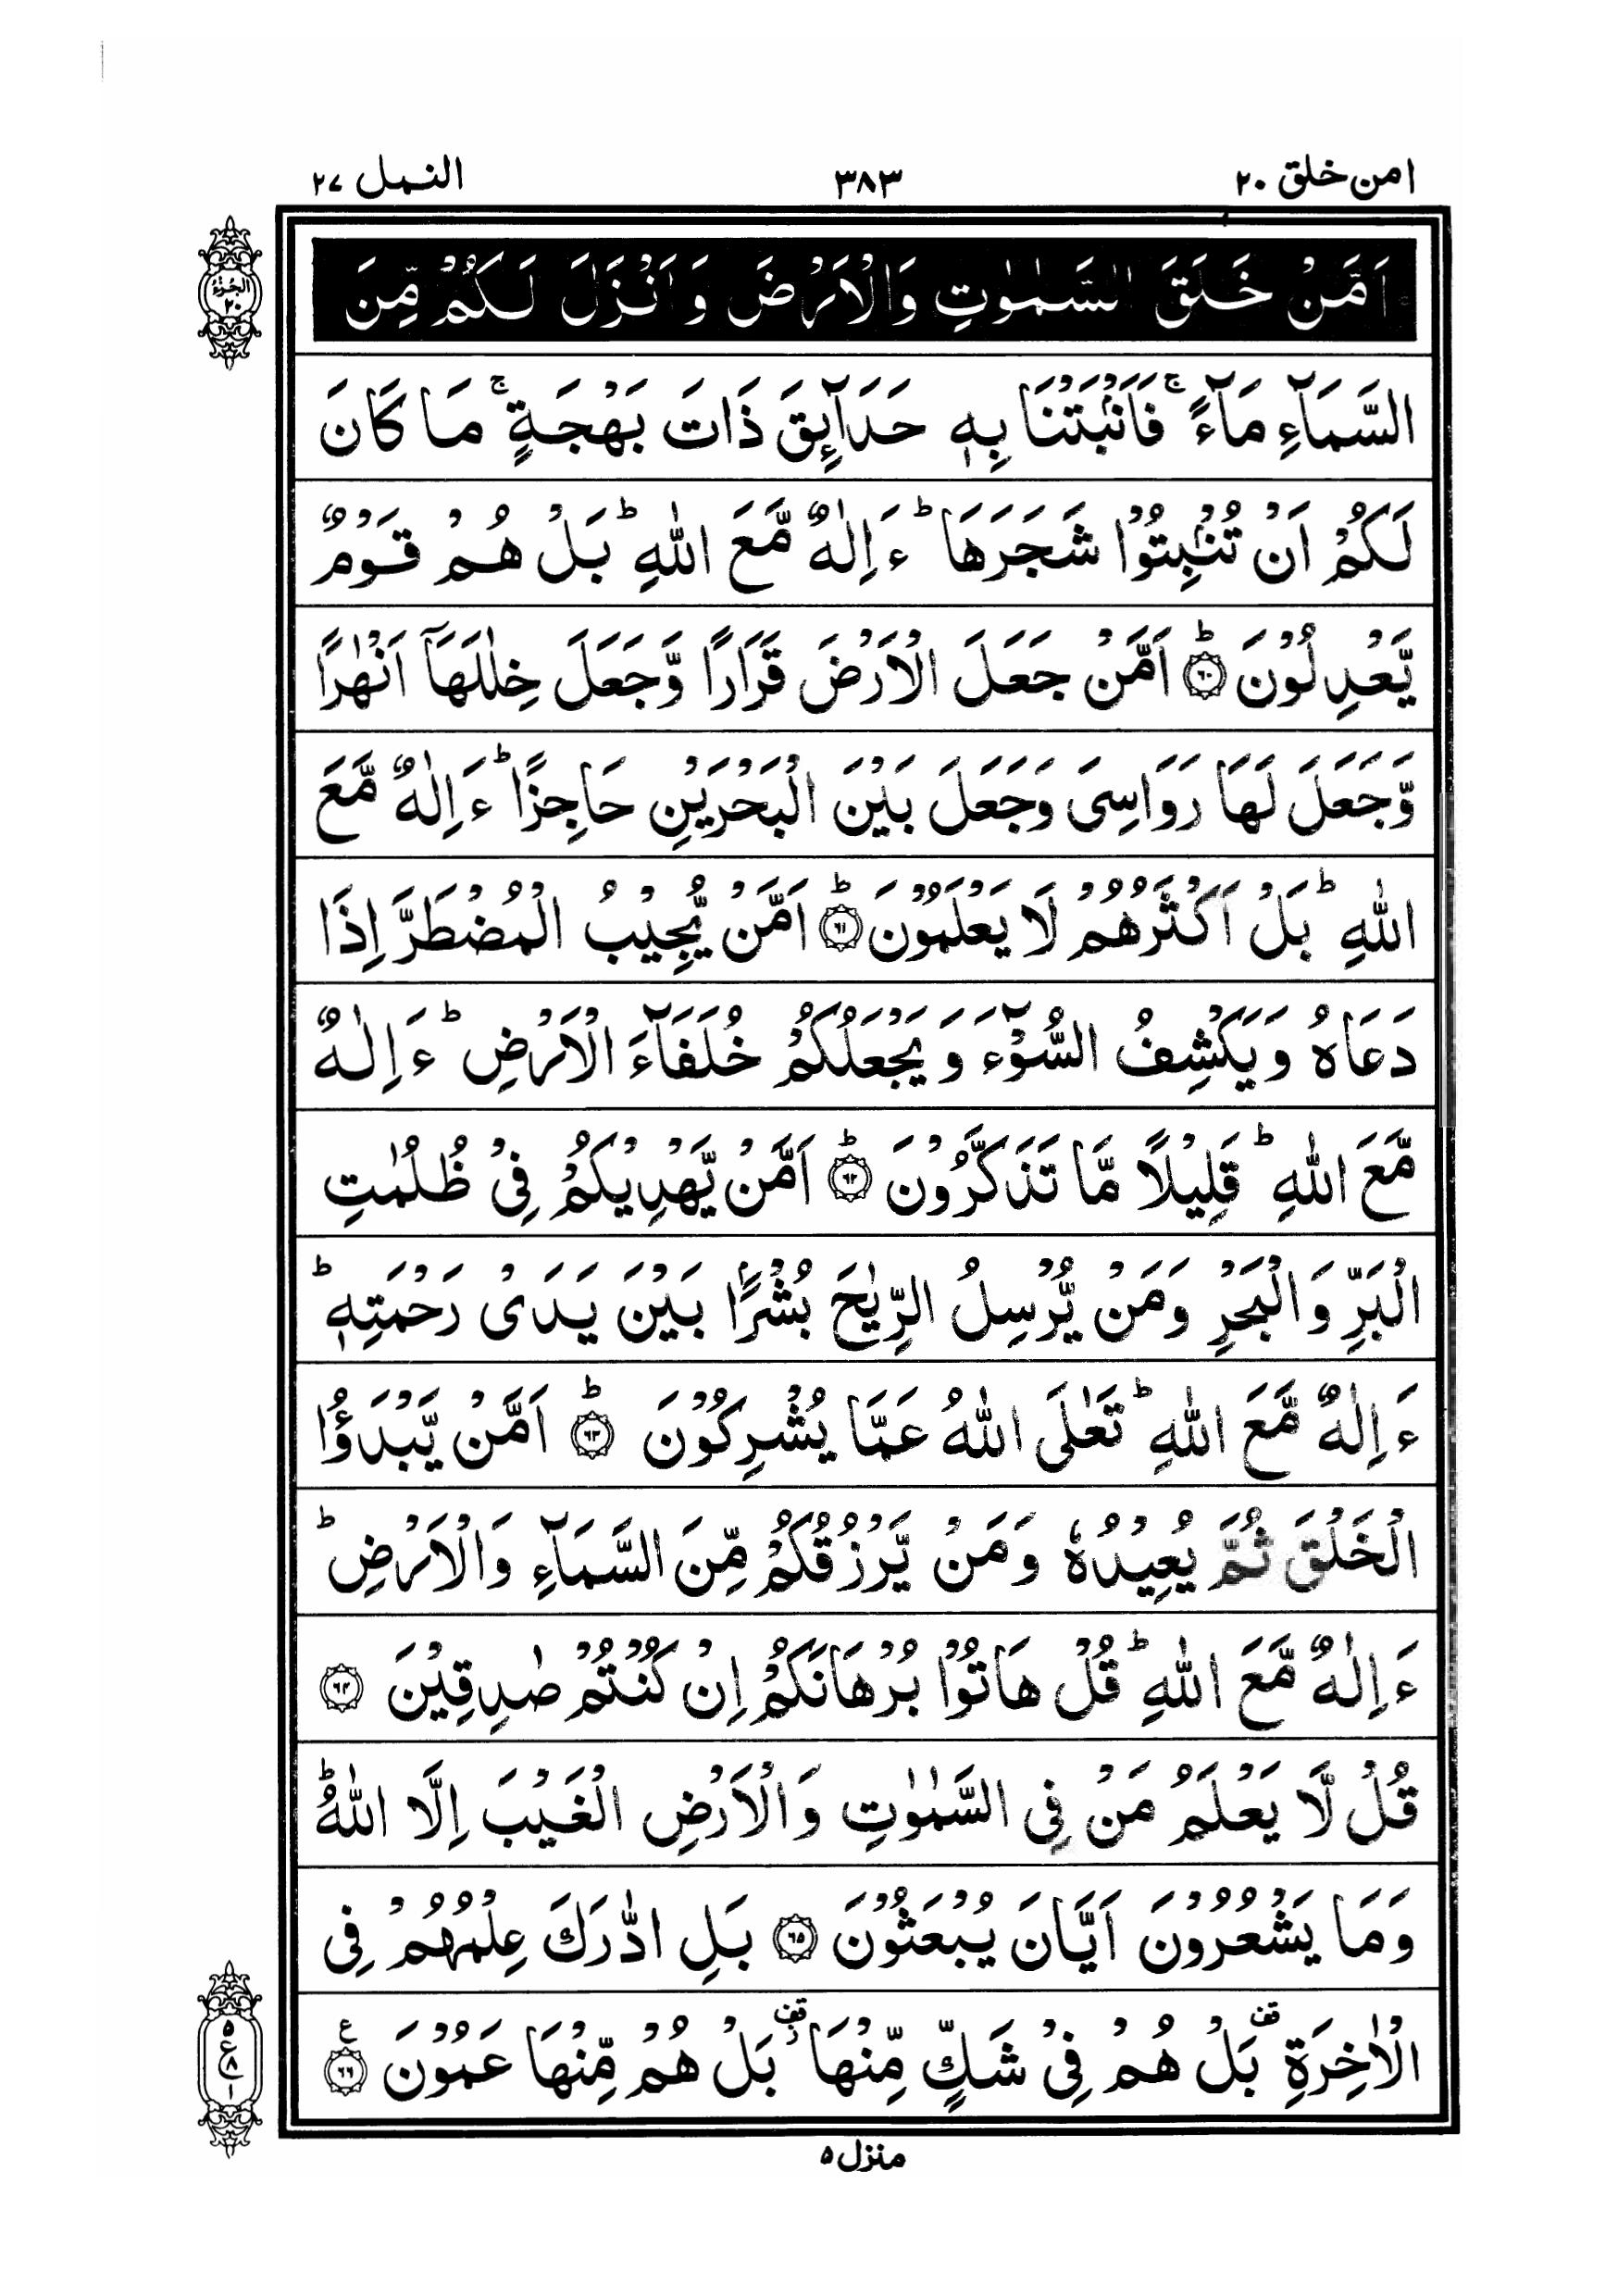 امن خلق ٢٠ ٣٨٣ النمل ٢٧
الجزء ٢٠
اَمَّنْ خَلَقَ السَّمٰوٰتِ وَالْاَرْضَ وَاَنْزَلَ لَكُمْ مِّنَ
السَّمَآءِ مَآءً ۚ فَاَنْۢبَتْنَا بِهٖ حَدَآئِقَ ذَاتَ بَهْجَةٍ ۚ مَا كَانَ
لَكُمْ اَنْ تُنْۢبِتُوْا شَجَرَهَا ؕ ءَاِلٰهٌ مَّعَ اللّٰهِ ؕ بَلْ هُمْ قَوْمٌ
يَّعْدِلُوْنَ ؕ ﴿٦٠﴾ اَمَّنْ جَعَلَ الْاَرْضَ قَرَارًا وَّجَعَلَ خِلٰلَهَاۤ اَنْهٰرًا
وَّجَعَلَ لَهَا رَوَاسِیَ وَجَعَلَ بَيْنَ الْبَحْرَيْنِ حَاجِزًا ؕ ءَاِلٰهٌ مَّعَ
اللّٰهِ ؕ بَلْ اَكْثَرُهُمْ لَا يَعْلَمُوْنَ ؕ ﴿٦١﴾ اَمَّنْ يُّجِيْبُ الْمُضْطَرَّ اِذَا
دَعَاهُ وَيَكْشِفُ السُّوْٓءَ وَيَجْعَلُكُمْ خُلَفَآءَ الْاَرْضِ ؕ ءَاِلٰهٌ
مَّعَ اللّٰهِ ؕ قَلِيْلًا مَّا تَذَكَّرُوْنَ ؕ ﴿٦٢﴾ اَمَّنْ يَّهْدِيْكُمْ فِیْ ظُلُمٰتِ
الْبَرِّ وَالْبَحْرِ وَمَنْ يُّرْسِلُ الرِّيٰحَ بُشْرًۢا بَيْنَ يَدَیْ رَحْمَتِهٖ ؕ
ءَاِلٰهٌ مَّعَ اللّٰهِ ؕ تَعٰلَی اللّٰهُ عَمَّا يُشْرِكُوْنَ ؕ ﴿٦٣﴾ اَمَّنْ يَّبْدَؤُا
الْخَلْقَ ثُمَّ يُعِيْدُهٗ وَمَنْ يَّرْزُقُكُمْ مِّنَ السَّمَآءِ وَالْاَرْضِ ؕ
ءَاِلٰهٌ مَّعَ اللّٰهِ ؕ قُلْ هَاتُوْا بُرْهَانَكُمْ اِنْ كُنْتُمْ صٰدِقِيْنَ ﴿٦٤﴾
قُلْ لَّا يَعْلَمُ مَنْ فِی السَّمٰوٰتِ وَالْاَرْضِ الْغَيْبَ اِلَّا اللّٰهُ ؕ
وَمَا يَشْعُرُوْنَ اَيَّانَ يُبْعَثُوْنَ ﴿٦٥﴾ بَلِ ادّٰرَكَ عِلْمُهُمْ فِی
الْاٰخِرَةِ قف بَلْ هُمْ فِیْ شَكٍّ مِّنْهَا قف بَلْ هُمْ مِّنْهَا عَمُوْنَ ﴿٦٦﴾ ع
٥ ع ٨ ١
منزل ٥